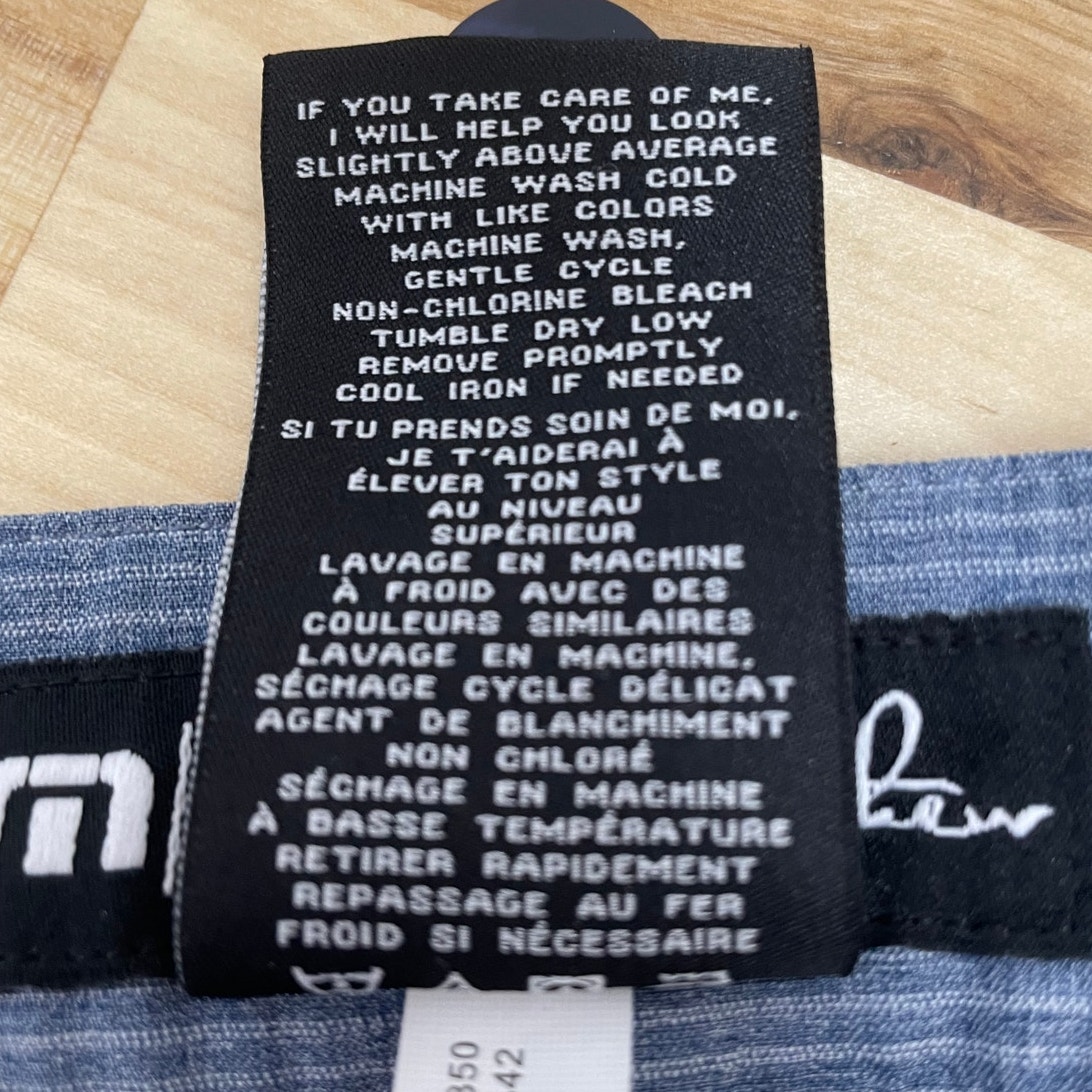 IF YOU TAKE CARE OF ME,
I WILL HELP YOU LOOK
SLIGHTLY ABOVE AVERAGE
MACHINE WASH COLD
WITH LIKE COLORS
MACHINE WASH,
GENTLE CYCLE
NON-CHLORINE BLEACH
TUMBLE DRY LOW
REMOVE PROMPTLY
COOL IRON IF NEEDED
SI TU PRENDS SOIN DE MOI,
JE T'AIDERAI À
ÉLEVER TON STYLE
AU NIVEAU
SUPÉRIEUR
LAVAGE EN MACHINE
À FROID AVEC DES
COULEURS SIMILAIRES
LAVAGE EN MACHINE,
SÉCHAGE CYCLE DÉLICAT
AGENT DE BLANCHIMENT
NON CHLORÉ
SÉCHAGE EN MACHINE
À BASSE TEMPÉRATURE
RETIRER RAPIDEMENT
REPASSAGE AU FER
FROID SI NÉCESSAIRE
350
42